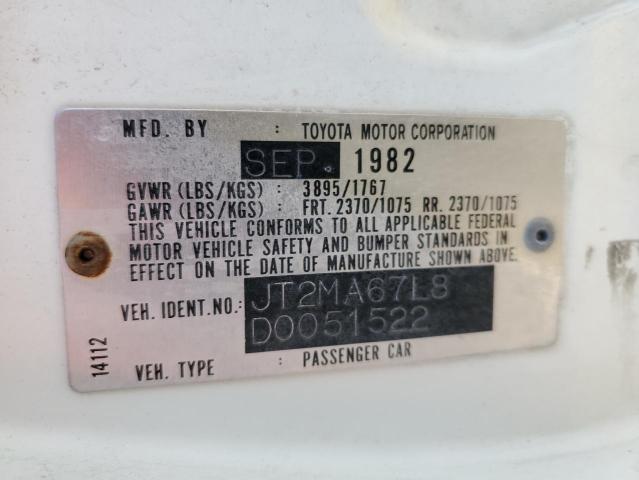 MFD. BY : TOYOTA MOTOR CORPORATION
SEP. 1982
GVWR (LBS/KGS) : 3895/1767
GAWR (LBS/KGS) : FRT. 2370/1075 RR. 2370/1075
THIS VEHICLE CONFORMS TO ALL APPLICABLE FEDERAL
MOTOR VEHICLE SAFETY AND BUMPER STANDARDS IN
EFFECT ON THE DATE OF MANUFACTURE SHOWN ABOVE.
VEH. IDENT.NO.: JT2MA67L8
D0051522
VEH. TYPE : PASSENGER CAR
14112